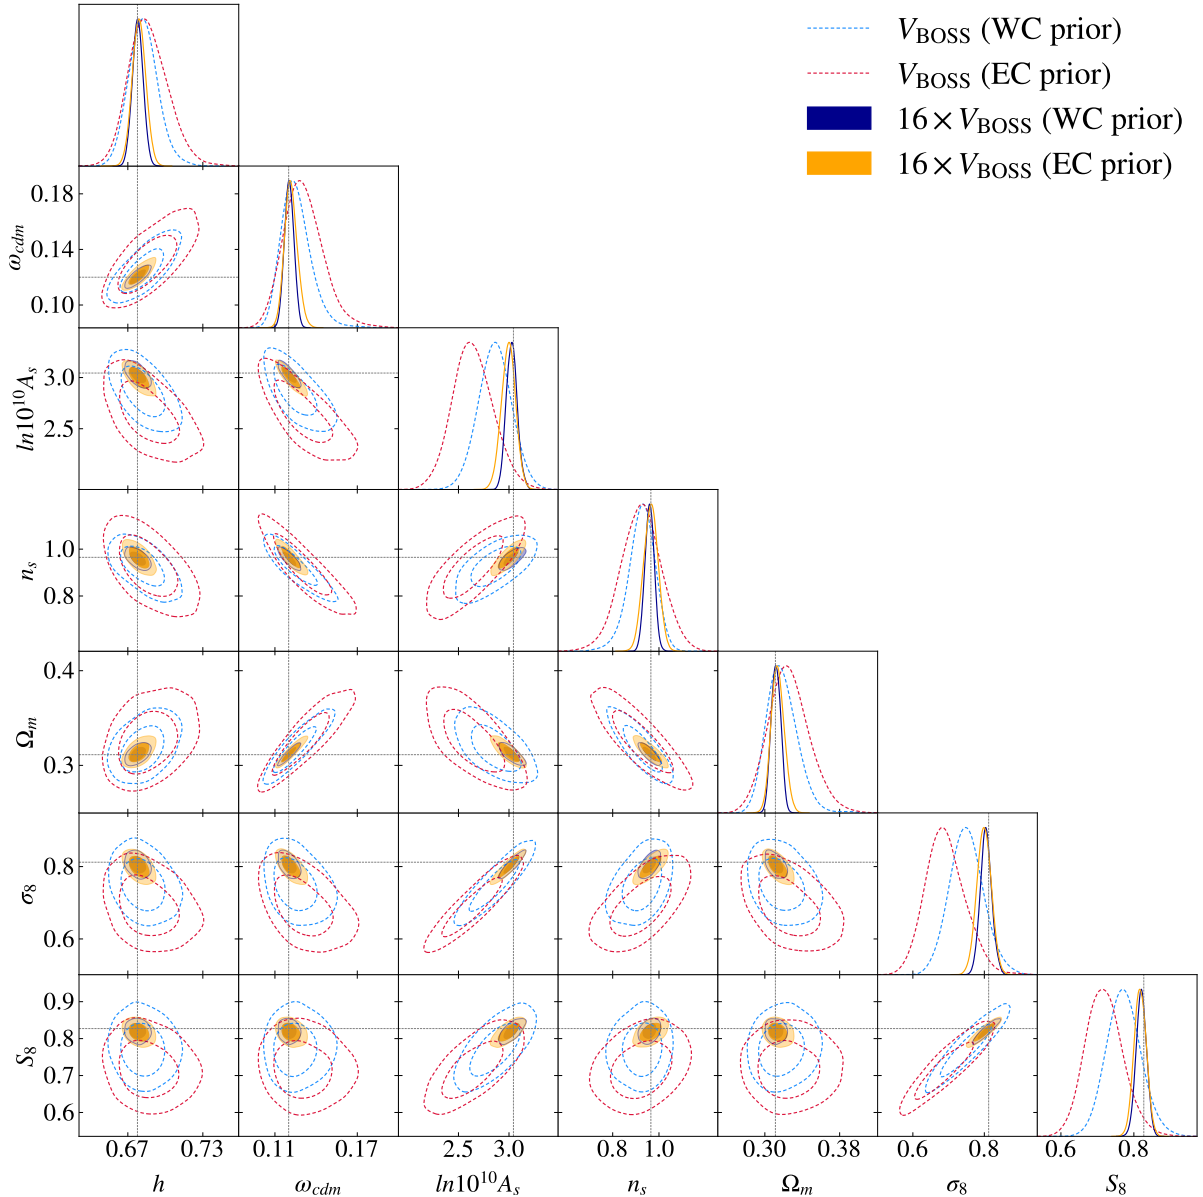 V_BOSS (WC prior)
V_BOSS (EC prior)
16 × V_BOSS (WC prior)
16 × V_BOSS (EC prior)
0.18
0.14
0.10
ω_cdm
3.0
2.5
ln10^10A_s
1.0
0.8
n_s
0.4
0.3
Ω_m
0.8
0.6
σ_8
0.9
0.8
0.7
0.6
S_8
0.67 0.73 0.11 0.17 2.5 3.0 0.8 1.0 0.30 0.38 0.6 0.8 0.6 0.8
h ω_cdm ln10^10A_s n_s Ω_m σ_8 S_8